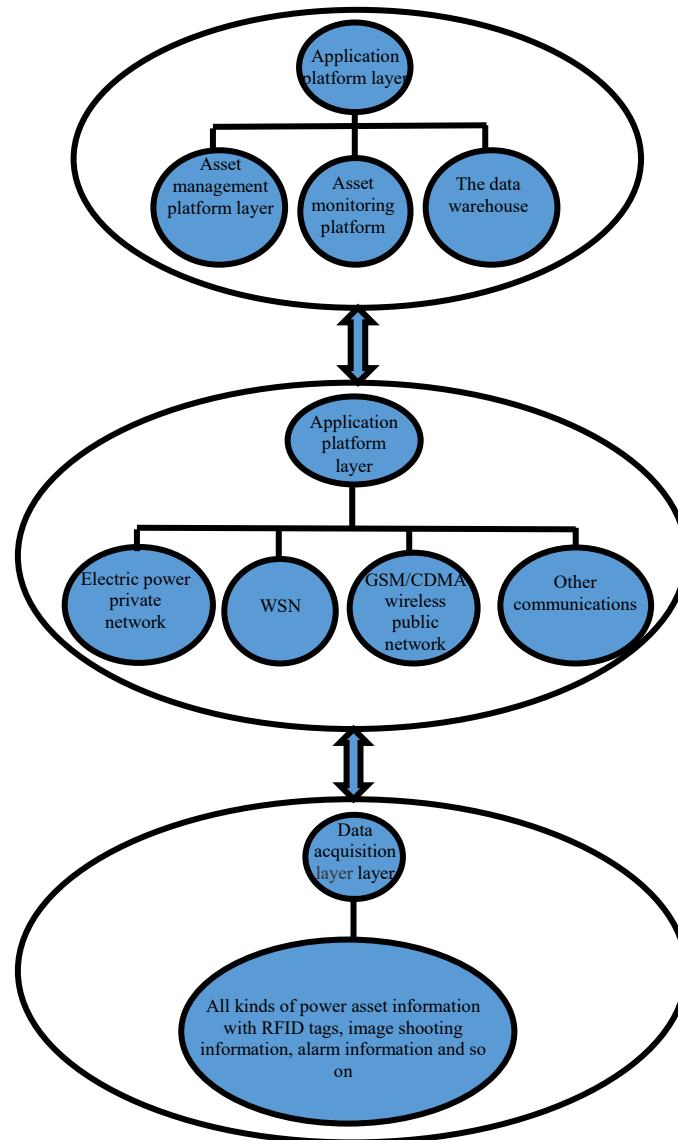 Application
platform layer
Asset
management
platform layer
Asset
monitoring
platform
The data
warehouse
Application
platform
layer
Electric power
private
network
WSN
GSM/CDMA
wireless
public
network
Other
communications
Data
acquisition
layer layer
All kinds of power asset information
with RFID tags, image shooting
information, alarm information and so
on